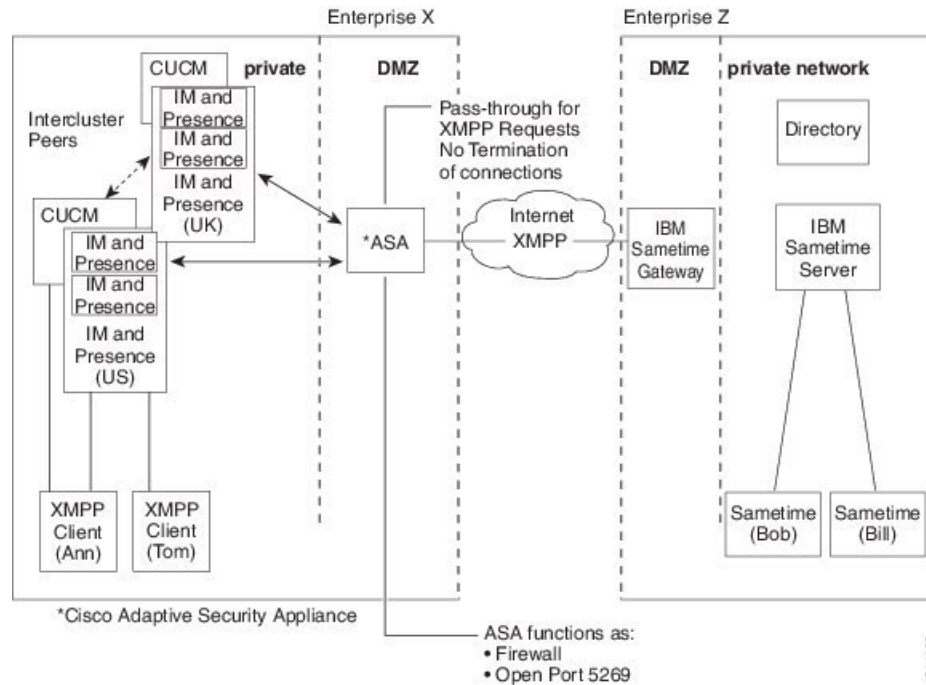 Enterprise X
Enterprise Z
CUCM
private
DMZ
DMZ
private network
IM and
Presence
IM and
Presence
IM and
Presence
(UK)
Intercluster
Peers
Pass-through for
XMPP Requests
No Termination
of connections
Directory
CUCM
IM and
Presence
IM and
Presence
IM and
Presence
(US)
*ASA
Internet
XMPP
IBM
Sametime
Gateway
IBM
Sametime
Server
XMPP
Client
(Ann)
XMPP
Client
(Tom)
Sametime
(Bob)
Sametime
(Bill)
*Cisco Adaptive Security Appliance
ASA functions as:
• Firewall
• Open Port 5269